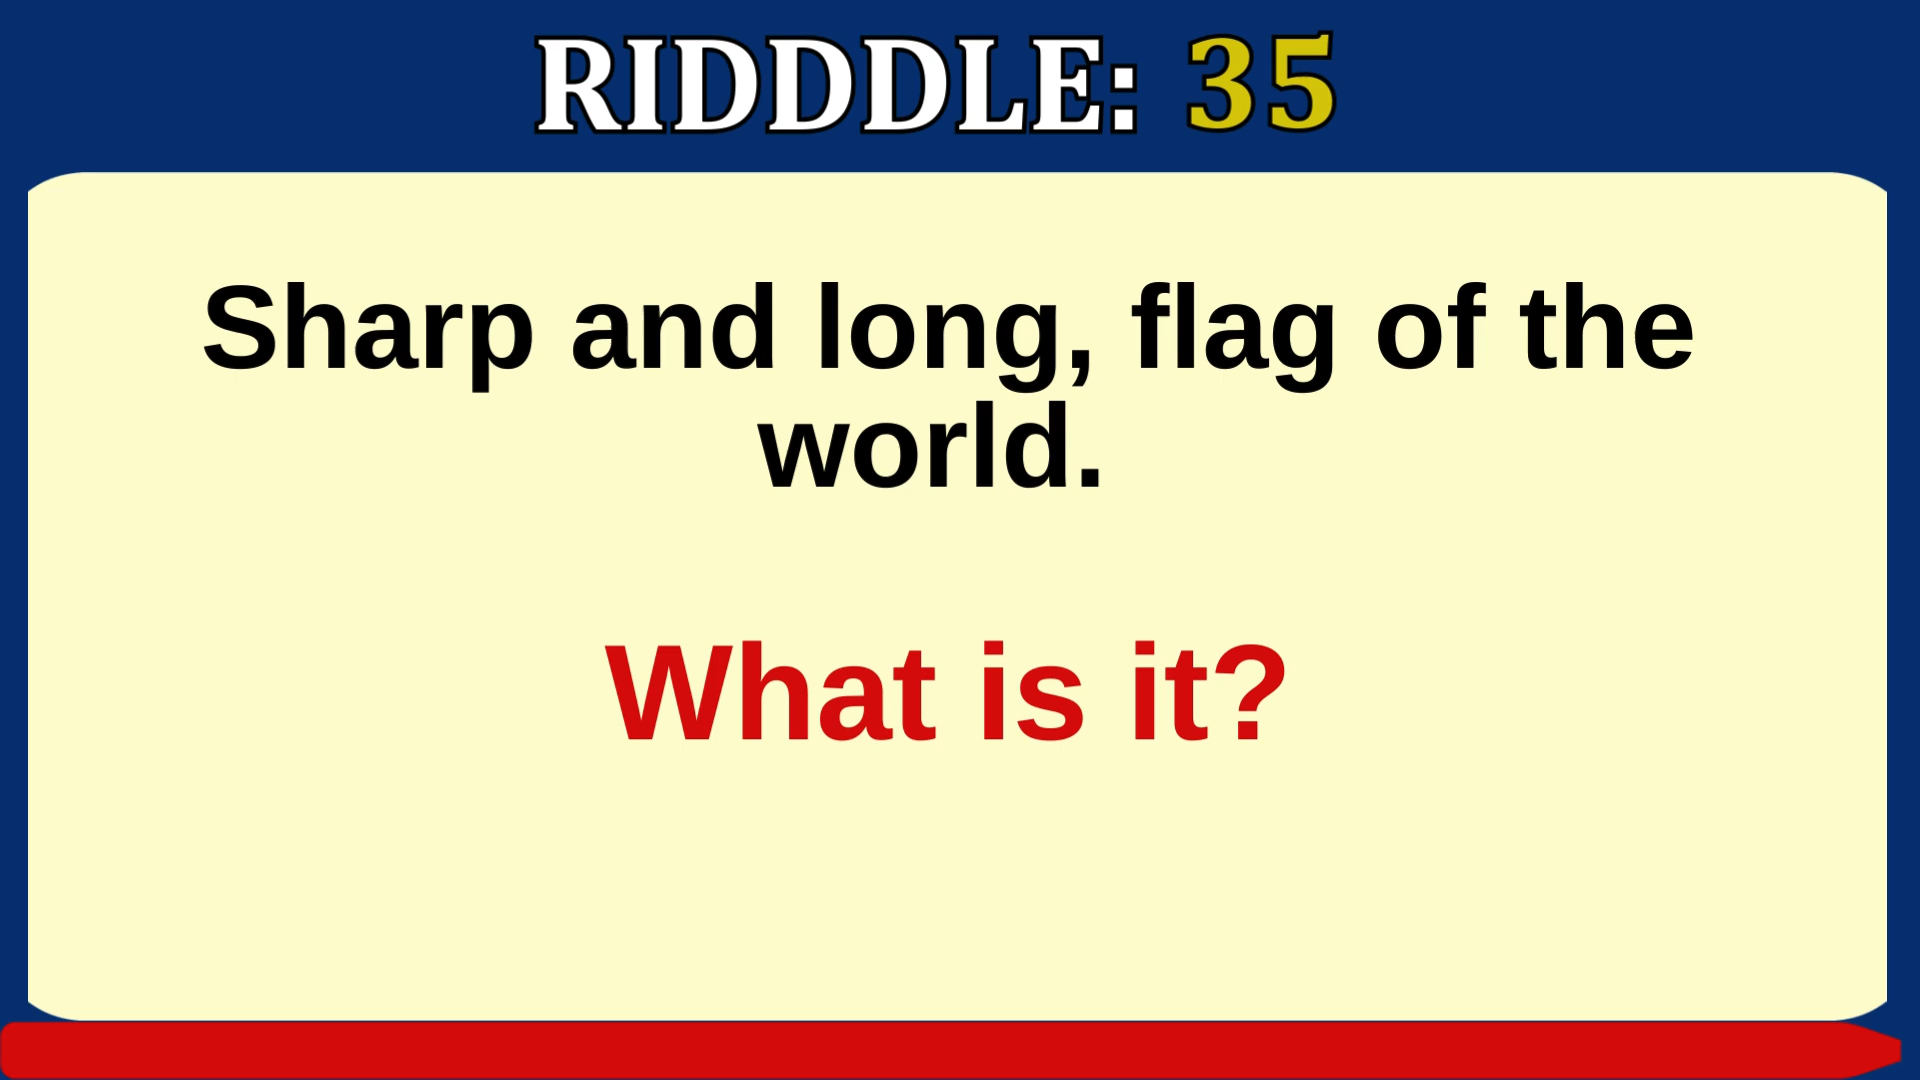 RIDDDLE: 35
Sharp and long, flag of the
world.
What is it?